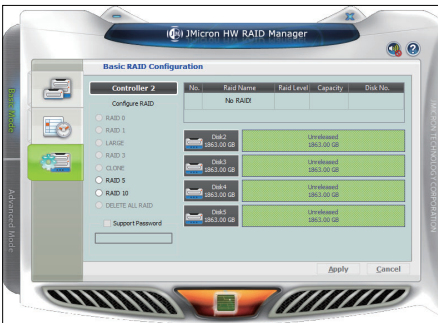 JMicron HW RAID Manager
Basic RAID Configuration
Basic Mode
Advanced Mode
JMICRON TECHNOLOGY CORPORATION
Controller 2
Configure RAID
RAID 0
RAID 1
LARGE
RAID 3
CLONE
RAID 5
RAID 10
DELETE ALL RAID
Support Password
No. Raid Name Raid Level Capacity Disk No.
No RAID!
Disk2
1863.00 GB
Unreleased
1863.00 GB
Disk3
1863.00 GB
Unreleased
1863.00 GB
Disk4
1863.00 GB
Unreleased
1863.00 GB
Disk5
1863.00 GB
Unreleased
1863.00 GB
Apply Cancel